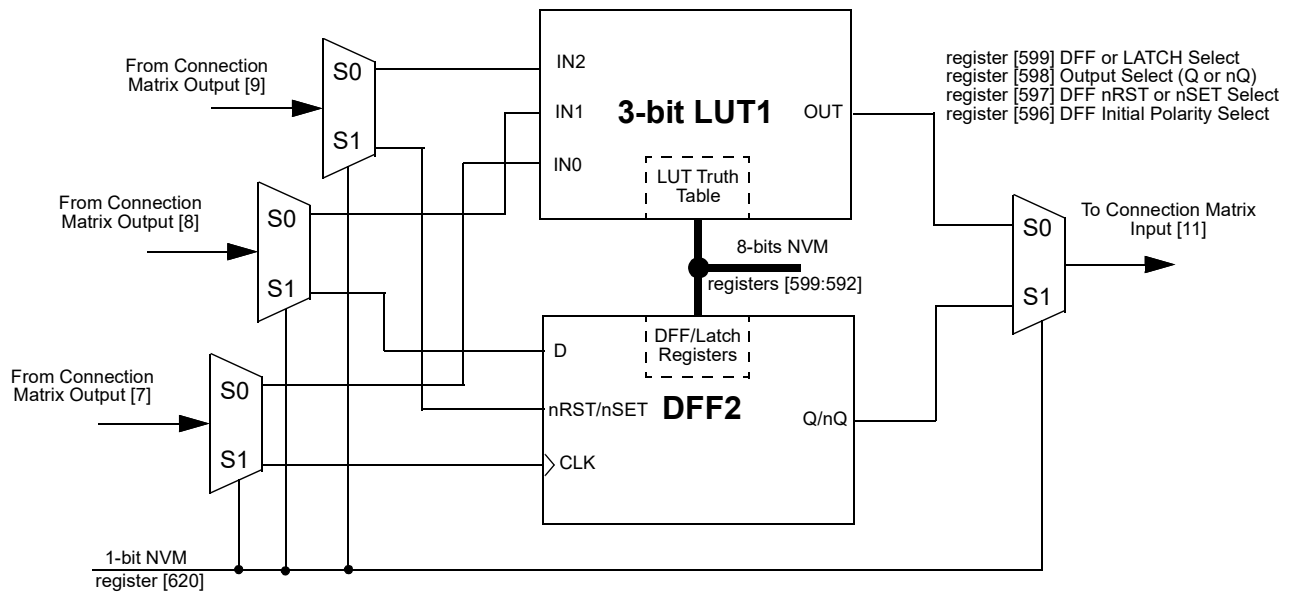 From Connection
Matrix Output [9]
S0
S1
From Connection
Matrix Output [8]
S0
S1
From Connection
Matrix Output [7]
S0
S1
1-bit NVM
register [620]
IN2
IN1
IN0
3-bit LUT1
OUT
LUT Truth
Table
8-bits NVM
registers [599:592]
DFF/Latch
Registers
D
nRST/nSET
DFF2
Q/nQ
CLK
register [599] DFF or LATCH Select
register [598] Output Select (Q or nQ)
register [597] DFF nRST or nSET Select
register [596] DFF Initial Polarity Select
S0
S1
To Connection Matrix
Input [11]